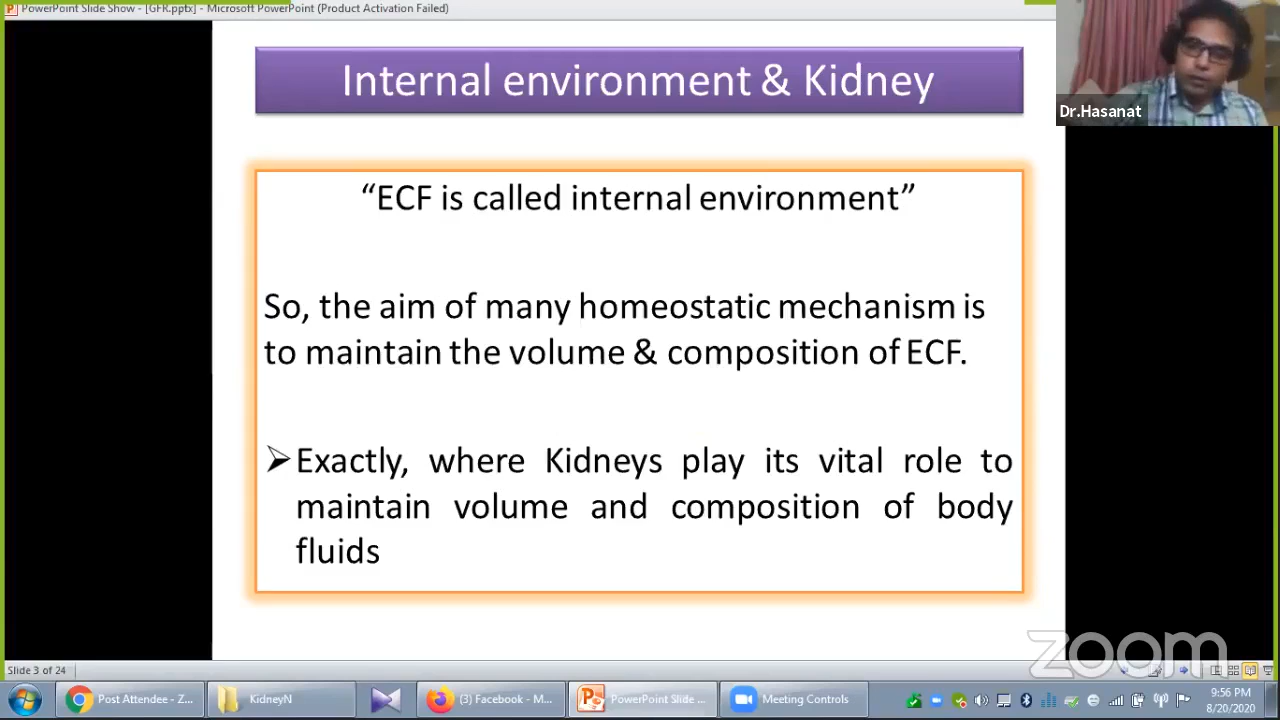 PowerPoint Slide Show - [GFR.pptx] - Microsoft PowerPoint (Product Activation Failed)
Internal environment & Kidney
Dr.Hasanat
“ECF is called internal environment”
So, the aim of many homeostatic mechanism is
to maintain the volume & composition of ECF.
Exactly, where Kidneys play its vital role to
maintain volume and composition of body
fluids
zoom
Slide 3 of 24
Post Attendee - Z...
KidneyN
(3) Facebook - M...
PowerPoint Slide ...
Meeting Controls
9:56 PM
8/20/2020